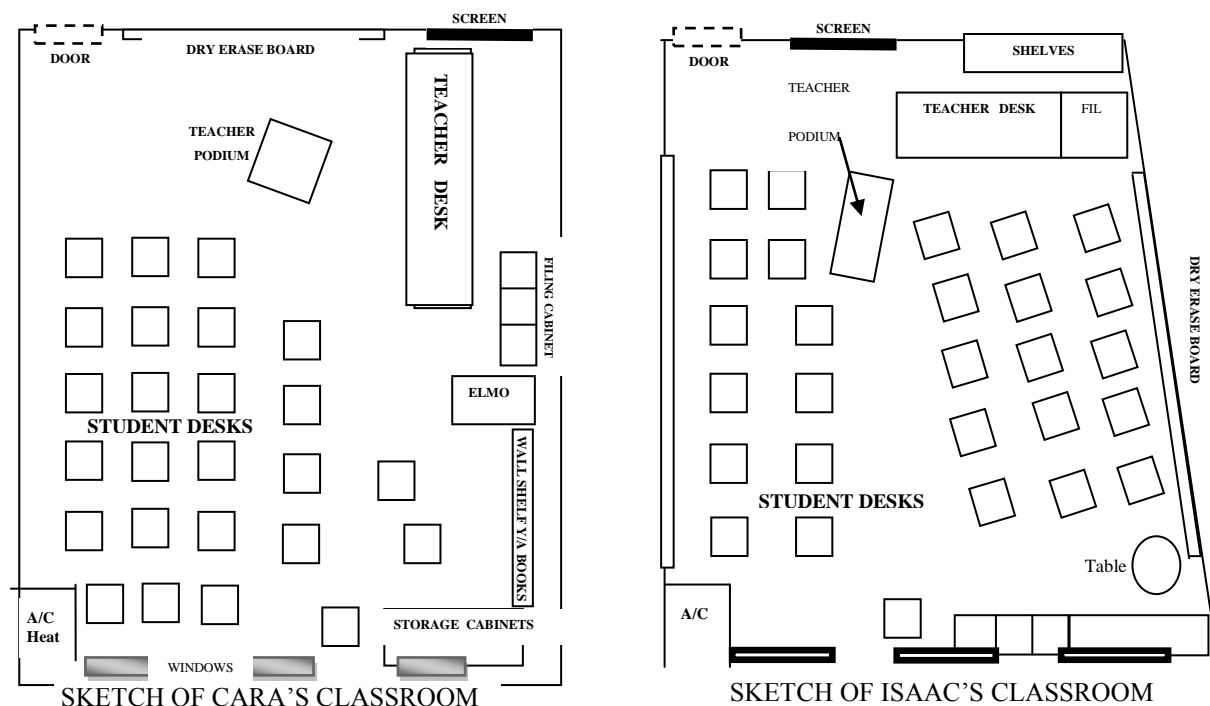 SCREEN
DRY ERASE BOARD
DOOR
TEACHER DESK
TEACHER
PODIUM
FILING CABINET
ELMO
STUDENT DESKS
WALL SHELF Y/A BOOKS
A/C
Heat
STORAGE CABINETS
WINDOWS
SKETCH OF CARA'S CLASSROOM
SCREEN
SHELVES
DOOR
TEACHER
PODIUM
TEACHER DESK
FIL
DRY ERASE BOARD
STUDENT DESKS
Table
A/C
SKETCH OF ISAAC'S CLASSROOM